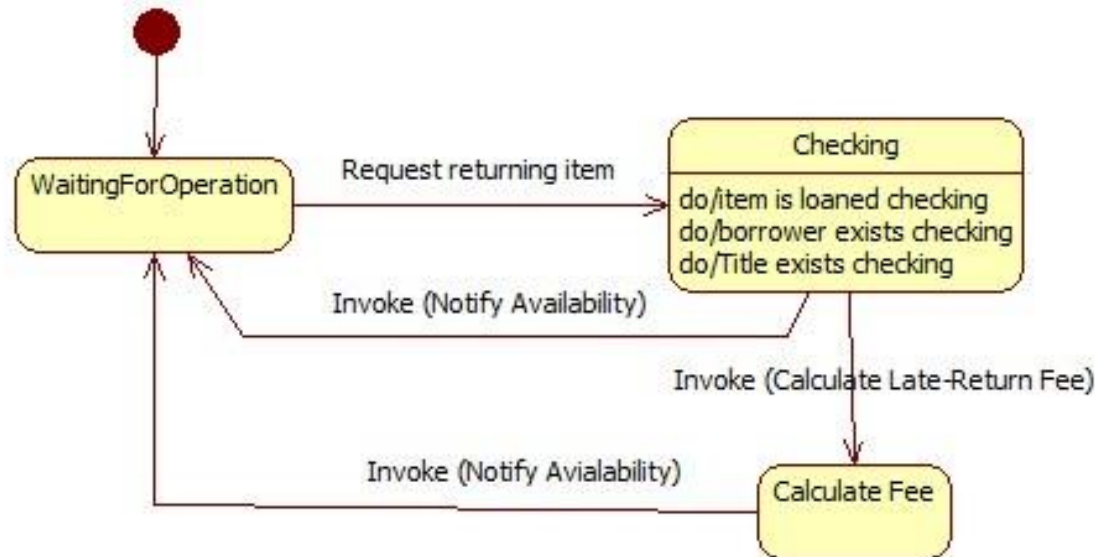 Checking
Request returning item
WaitingForOperation
do/item is loaned checking
do/borrower exists checking
do/Title exists checking
Invoke (Notify Availability)
Invoke (Calculate Late-Return Fee)
Invoke (Notify Avialability)
Calculate Fee